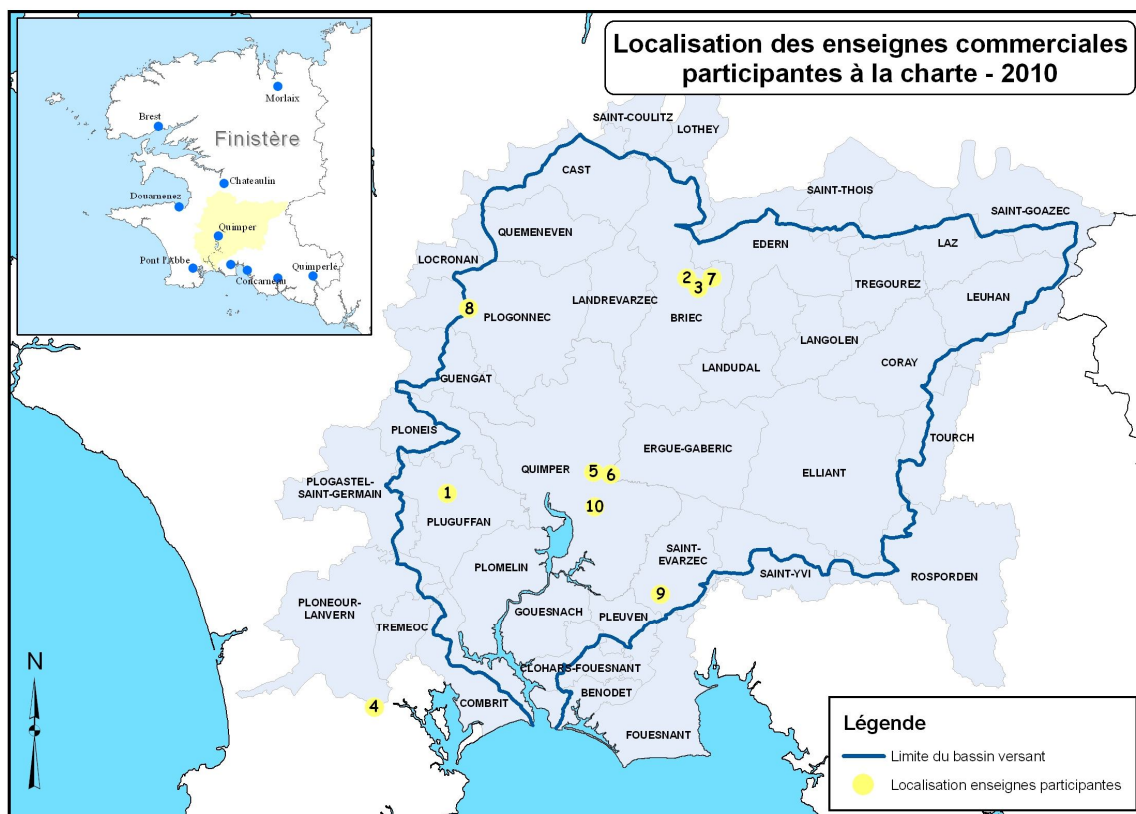 Localisation des enseignes commerciales
participantes à la charte - 2010
Morlaix
Brest
Finistère
Chateaulin
Douarnenez
Quimper
Pont l'Abbe
Concarneau
Quimperlé
SAINT-COULITZ
LOTHEY
CAST
SAINT-THOIS
SAINT-GOAZEC
QUEMENEVEN
EDERN
LAZ
LOCRONAN
TREGOUREZ
2
7
3
LEUHAN
8
PLOGONNEC
LANDREVARZEC
BRIEC
LANGOLEN
LANDUDAL
CORAY
GUENGAT
PLONEIS
TOURCH
ERGUE-GABERIC
QUIMPER
5
6
ELLIANT
PLOGASTEL-
SAINT-GERMAIN
1
10
PLUGUFFAN
SAINT-
EVARZEC
PLOMELIN
SAINT-YVI
ROSPORDEN
9
PLONEOUR-
LANVERN
GOUESNACH
PLEUVEN
TREMEOC
CLOHARS-FOUESNANT
BENODET
COMBRIT
4
FOUESNANT
N
Légende
Limite du bassin versant
Localisation enseignes participantes